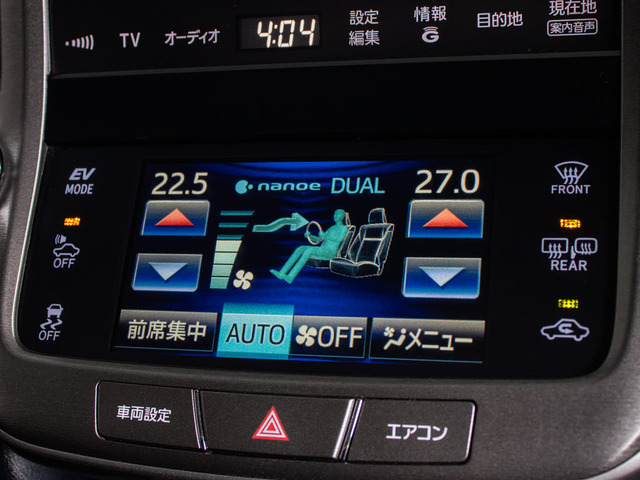 TV オーディオ 4:04 設定 編集 情報 G 目的地 現在地 案内音声
EV MODE
22.5 nanoe DUAL 27.0
FRONT
OFF
REAR
OFF
前席集中 AUTO OFF メニュー
車両設定 エアコン